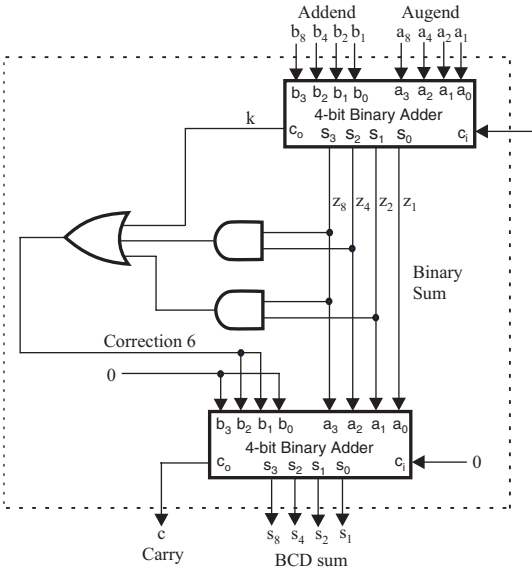 Addend Augend
b8 b4 b2 b1 a8 a4 a2 a1
b3 b2 b1 b0 a3 a2 a1 a0
4-bit Binary Adder
co s3 s2 s1 s0 ci
k
z8 z4 z2 z1
Binary
Sum
Correction 6
0
b3 b2 b1 b0 a3 a2 a1 a0
4-bit Binary Adder
co s3 s2 s1 s0 ci
0
c s8 s4 s2 s1
Carry BCD sum